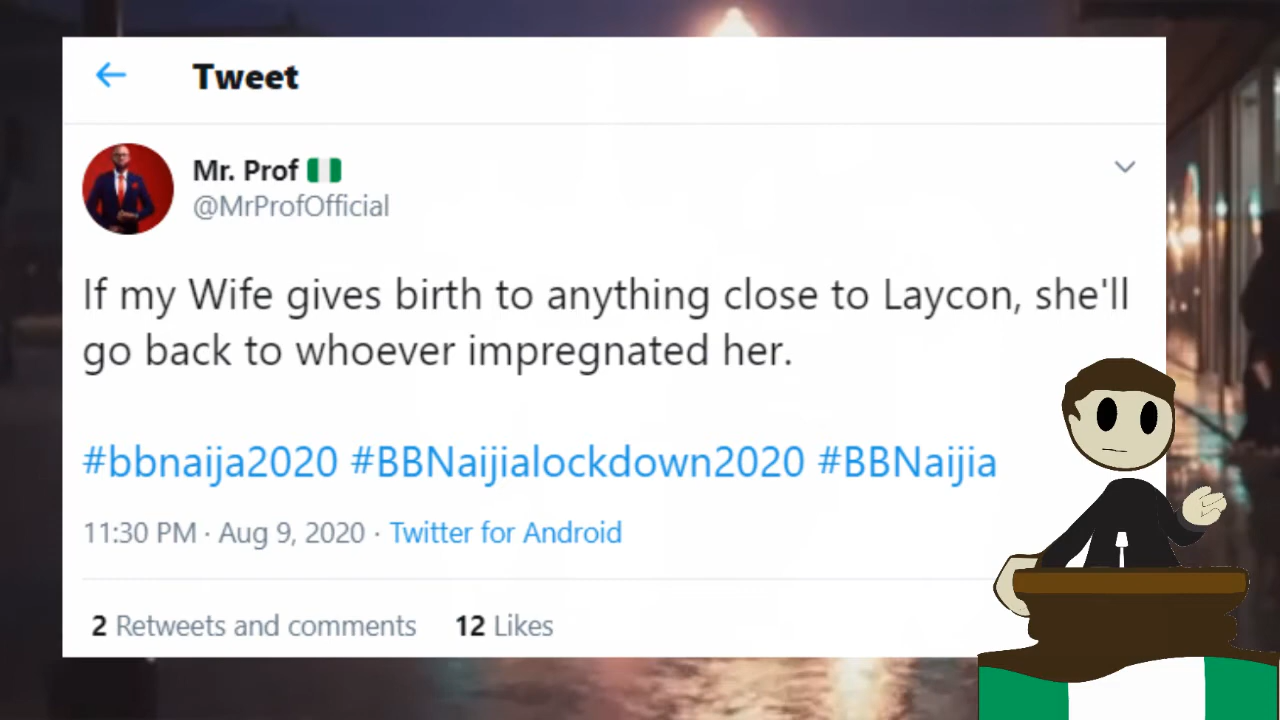 Tweet
Mr. Prof
@MrProfOfficial
If my Wife gives birth to anything close to Laycon, she'll
go back to whoever impregnated her.
#bbnaija2020 #BBNaijialockdown2020 #BBNaijia
11:30 PM · Aug 9, 2020 · Twitter for Android
2 Retweets and comments 12 Likes